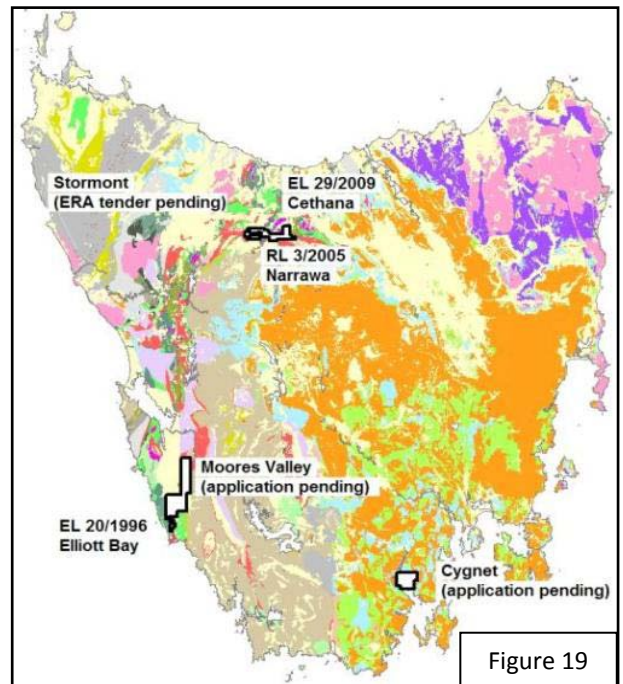 Stormont
(ERA tender pending)
EL 29/2009
Cethana
RL 3/2005
Narrawa
Moores Valley
(application pending)
EL 20/1996
Elliott Bay
Cygnet
(application pending)
Figure 19